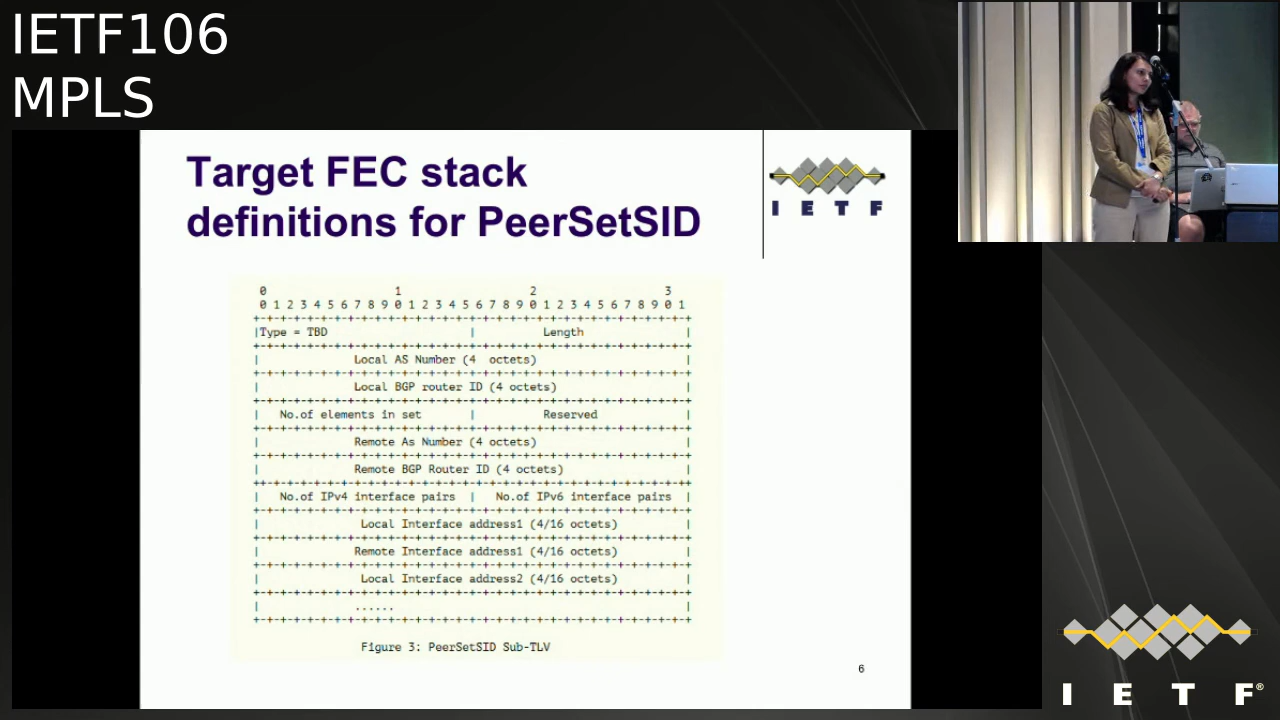 IETF106
MPLS
Target FEC stack
definitions for PeerSetSID
I E T F
0 1 2 3
0 1 2 3 4 5 6 7 8 9 0 1 2 3 4 5 6 7 8 9 0 1 2 3 4 5 6 7 8 9 0 1
+-+-+-+-+-+-+-+-+-+-+-+-+-+-+-+-+-+-+-+-+-+-+-+-+-+-+-+-+-+-+-+-+
|Type = TBD | Length |
+-+-+-+-+-+-+-+-+-+-+-+-+-+-+-+-+-+-+-+-+-+-+-+-+-+-+-+-+-+-+-+-+
| Local AS Number (4 octets) |
+-+-+-+-+-+-+-+-+-+-+-+-+-+-+-+-+-+-+-+-+-+-+-+-+-+-+-+-+-+-+-+-+
| Local BGP router ID (4 octets) |
+-+-+-+-+-+-+-+-+-+-+-+-+-+-+-+-+-+-+-+-+-+-+-+-+-+-+-+-+-+-+-+-+
| No.of elements in set | Reserved |
+-+-+-+-+-+-+-+-+-+-+-+-+-+-+-+-+-+-+-+-+-+-+-+-+-+-+-+-+-+-+-+-+
| Remote As Number (4 octets) |
+-+-+-+-+-+-+-+-+-+-+-+-+-+-+-+-+-+-+-+-+-+-+-+-+-+-+-+-+-+-+-+-+
| Remote BGP Router ID (4 octets) |
++-+-+-+-+-+-+-+-+-+-+-+-+-+-+-+-+-+-+-+-+-+-+-+-+-+-+-+-+-+-+-++
| No.of IPv4 interface pairs | No.of IPv6 interface pairs |
+-+-+-+-+-+-+-+-+-+-+-+-+-+-+-+-+-+-+-+-+-+-+-+-+-+-+-+-+-+-+-+-+
| Local Interface address1 (4/16 octets) |
+-+-+-+-+-+-+-+-+-+-+-+-+-+-+-+-+-+-+-+-+-+-+-+-+-+-+-+-+-+-+-+-+
| Remote Interface address1 (4/16 octets) |
+-+-+-+-+-+-+-+-+-+-+-+-+-+-+-+-+-+-+-+-+-+-+-+-+-+-+-+-+-+-+-+-+
| Local Interface address2 (4/16 octets) |
+-+-+-+-+-+-+-+-+-+-+-+-+-+-+-+-+-+-+-+-+-+-+-+-+-+-+-+-+-+-+-+-+
| ...... |
+-+-+-+-+-+-+-+-+-+-+-+-+-+-+-+-+-+-+-+-+-+-+-+-+-+-+-+-+-+-+-+-+
Figure 3: PeerSetSID Sub-TLV
6
I E T F®